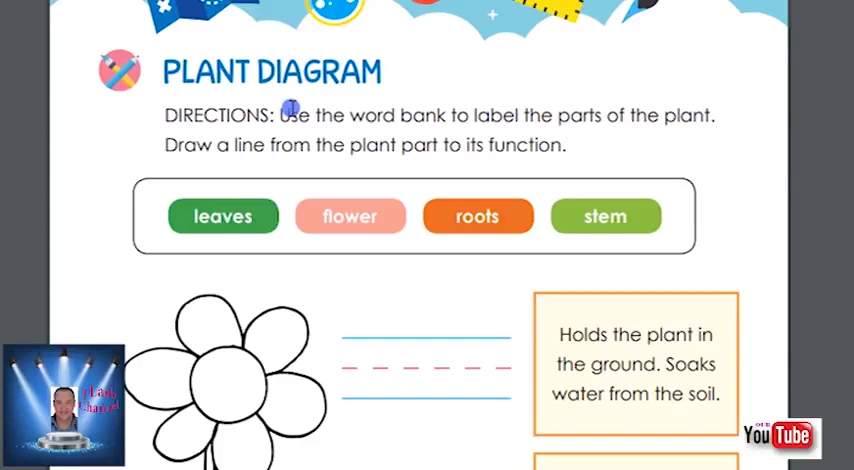 PLANT DIAGRAM
DIRECTIONS: Use the word bank to label the parts of the plant.
Draw a line from the plant part to its function.
leaves flower roots stem
Holds the plant in
the ground. Soaks
water from the soil.
Channel
OUR
YouTube